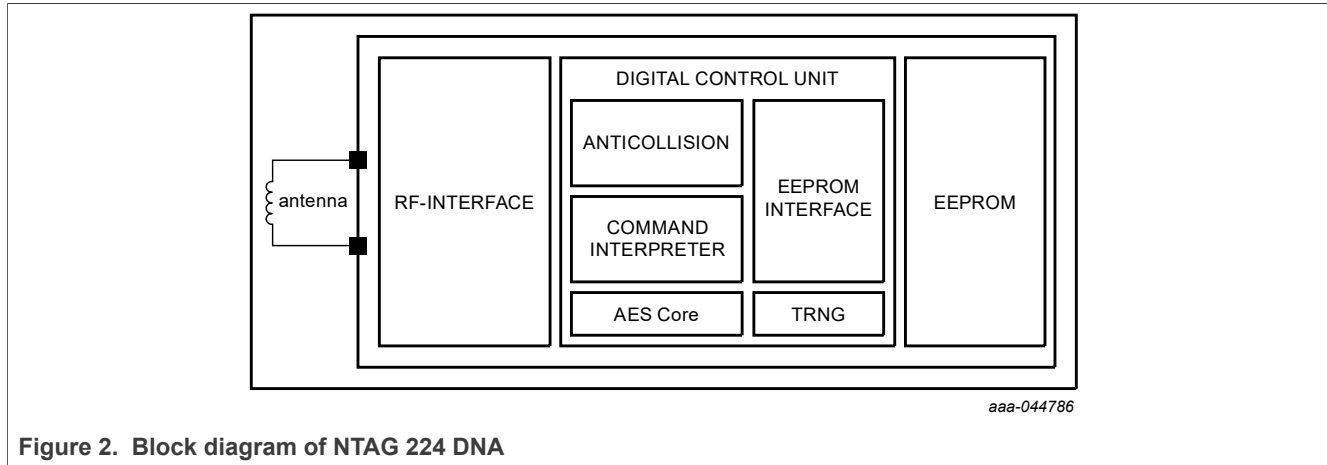 DIGITAL CONTROL UNIT
ANTICOLLISION
antenna
RF-INTERFACE
EEPROM
INTERFACE
EEPROM
COMMAND
INTERPRETER
AES Core
TRNG
aaa-044786
Figure 2. Block diagram of NTAG 224 DNA